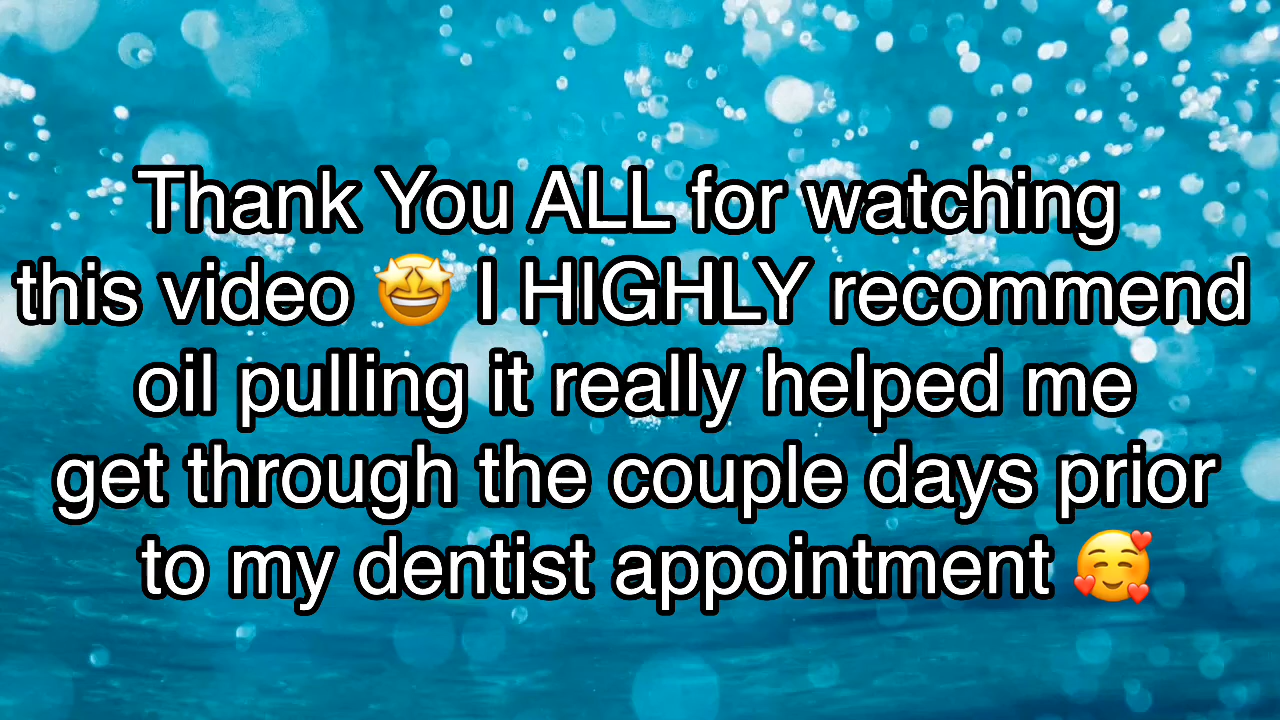 Thank You ALL for watching
this video 🤩 I HIGHLY recommend
oil pulling it really helped me
get through the couple days prior
to my dentist appointment 🥰